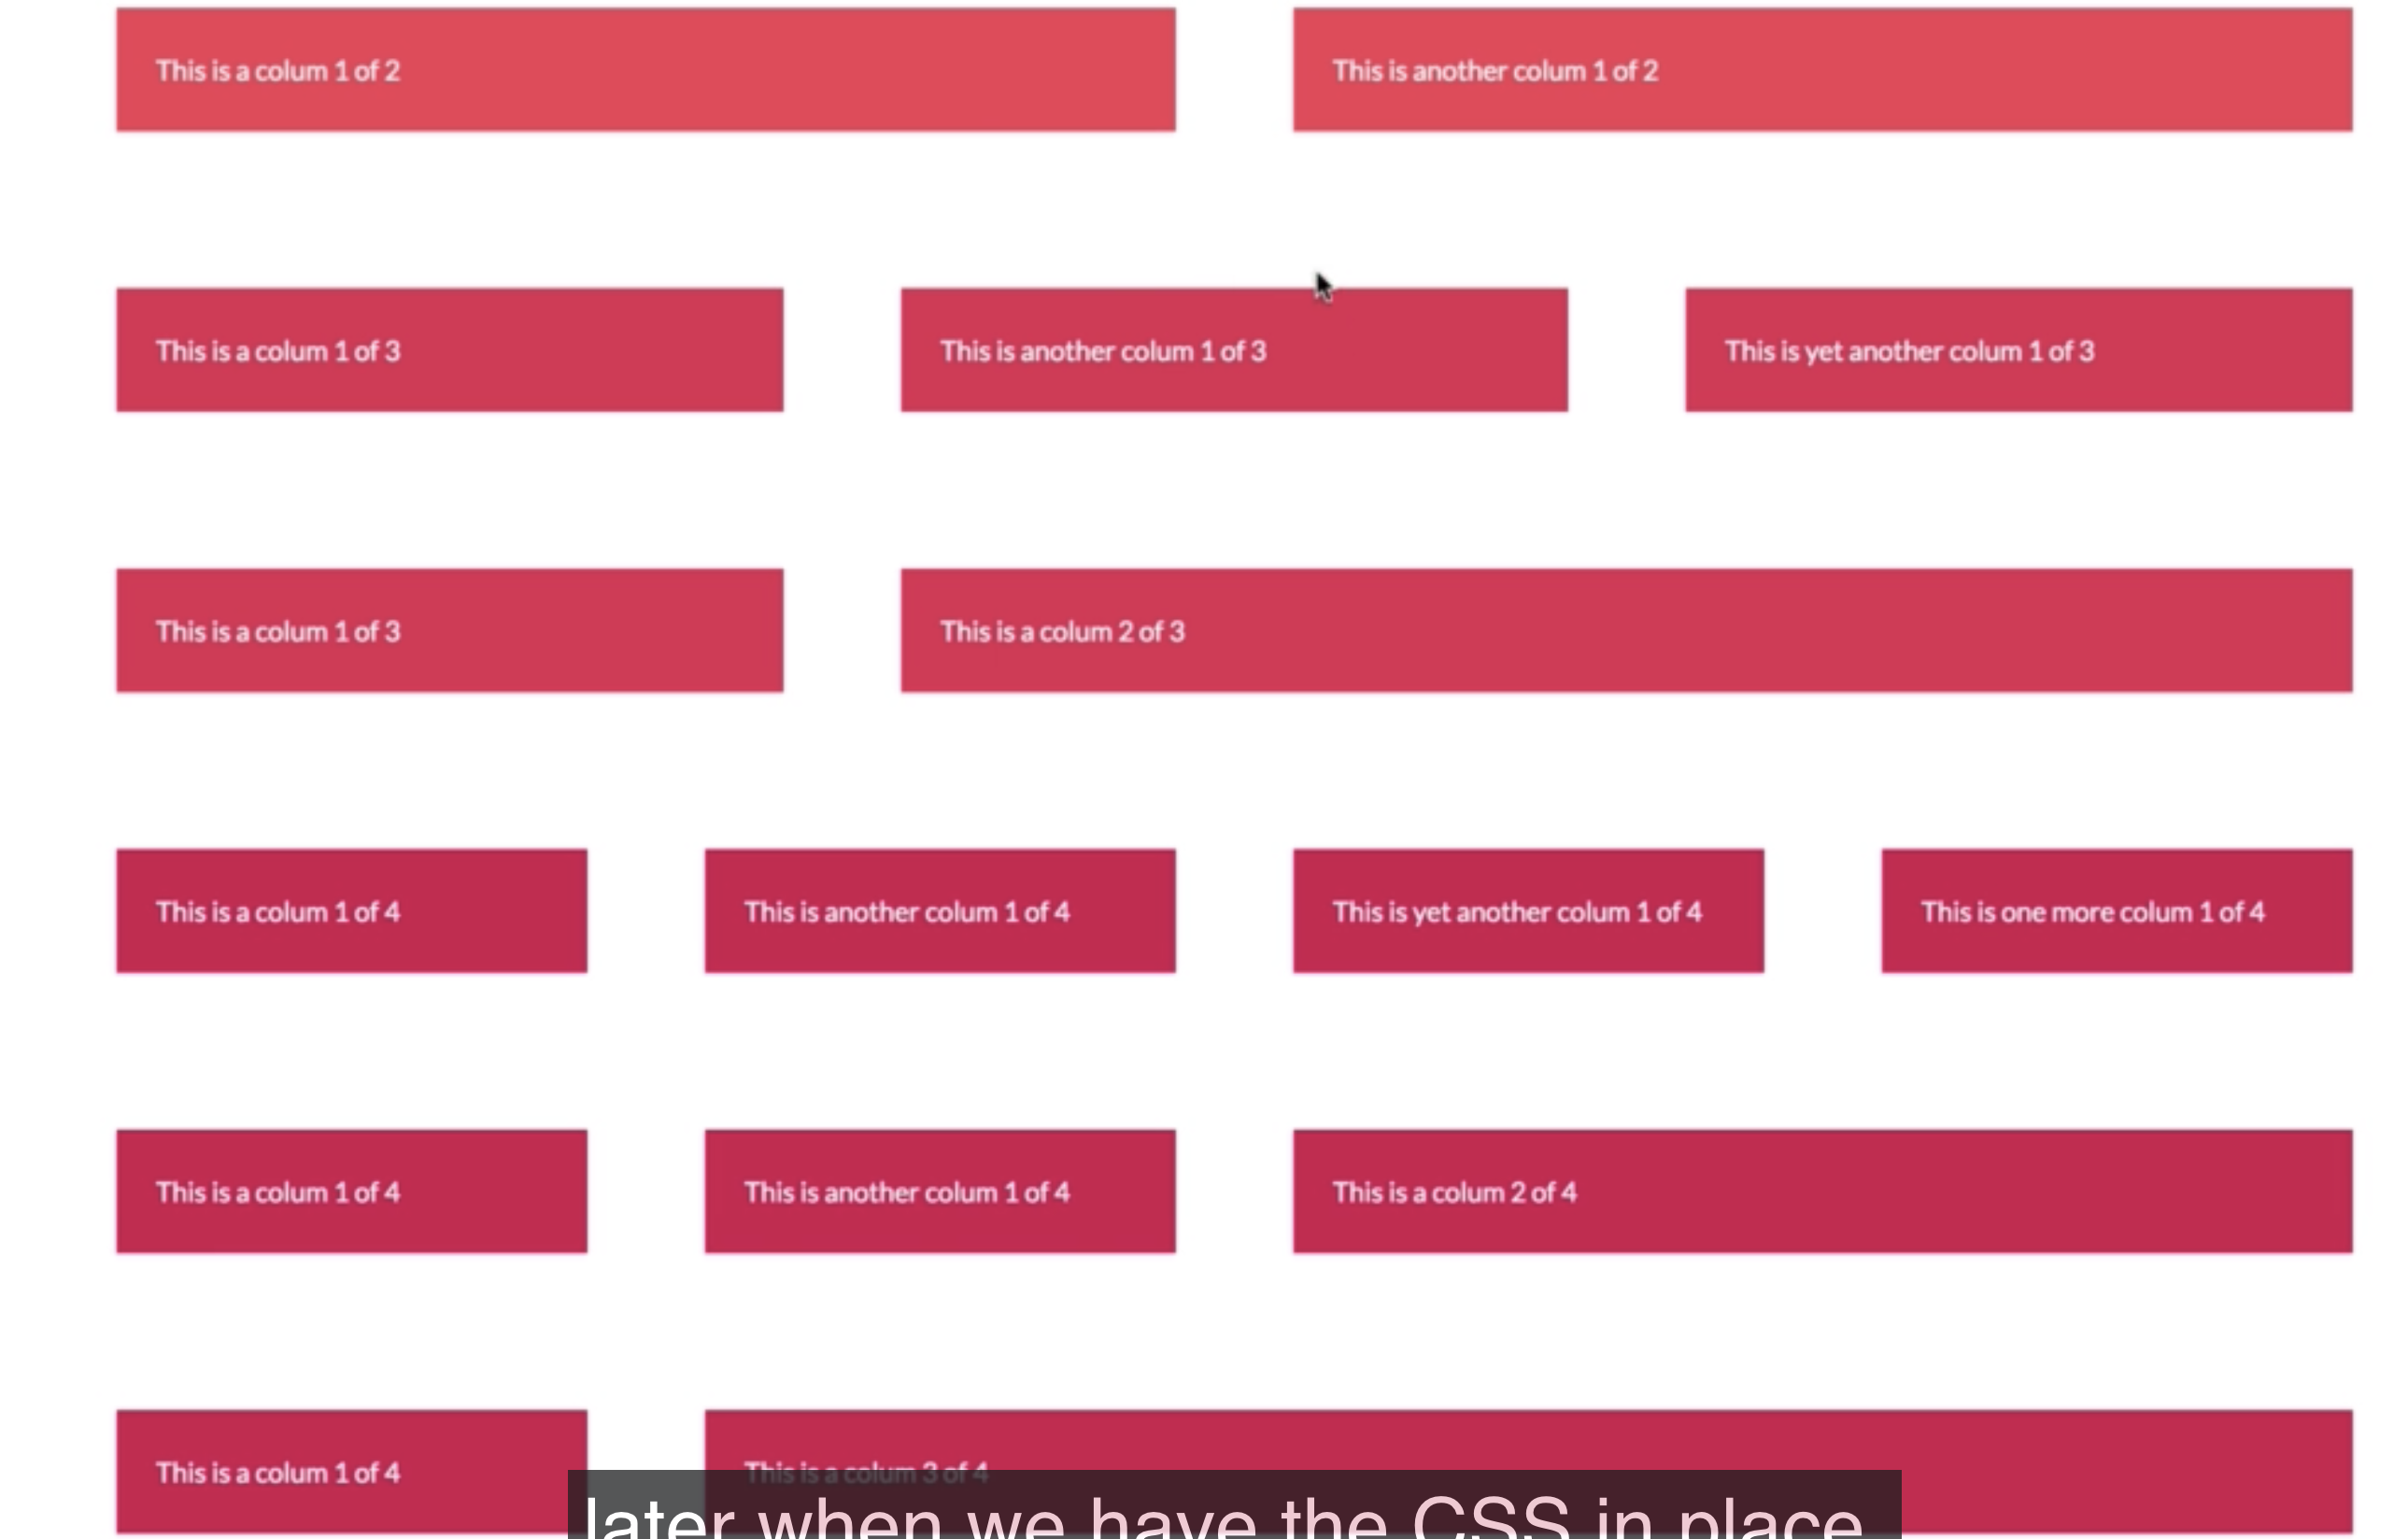 This is a colum 1 of 2
This is another colum 1 of 2
This is a colum 1 of 3
This is another colum 1 of 3
This is yet another colum 1 of 3
This is a colum 1 of 3
This is a colum 2 of 3
This is a colum 1 of 4
This is another colum 1 of 4
This is yet another colum 1 of 4
This is one more colum 1 of 4
This is a colum 1 of 4
This is another colum 1 of 4
This is a colum 2 of 4
This is a colum 1 of 4
This is a colum 3 of 4
later when we have the CSS in place